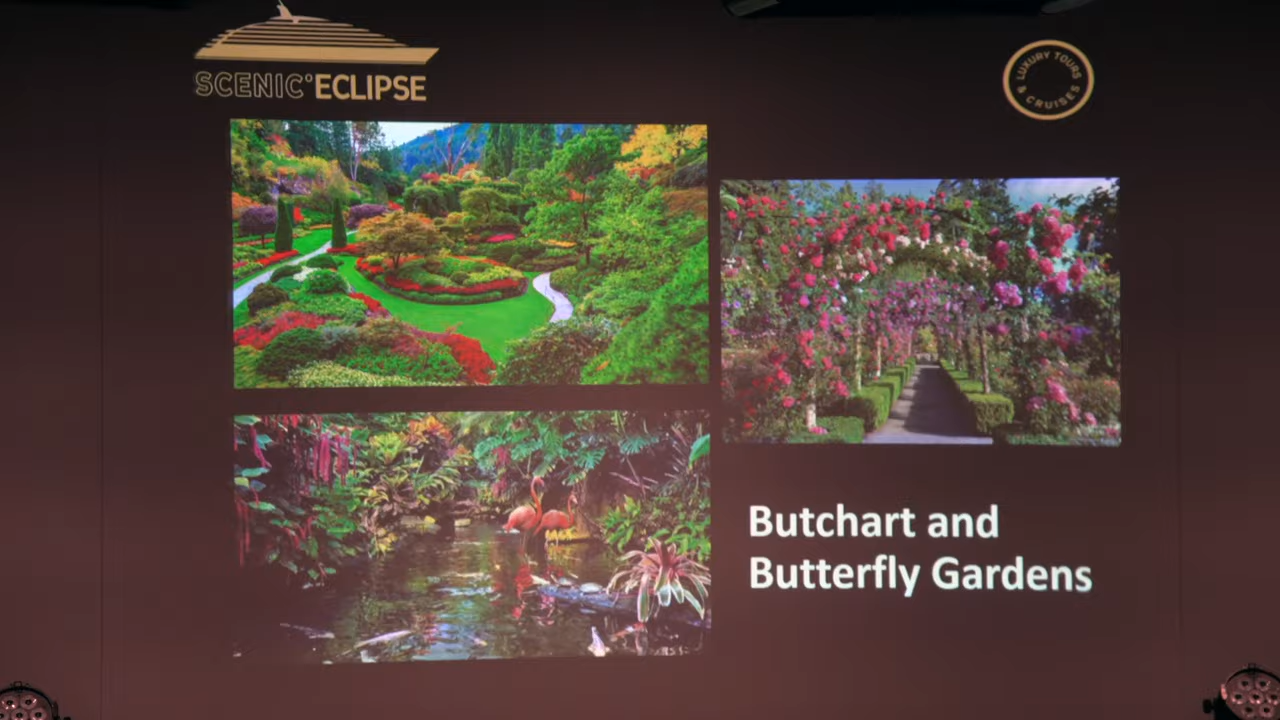 SCENIC°ECLIPSE
LUXURY TOURS
& CRUISES
Butchart and
Butterfly Gardens